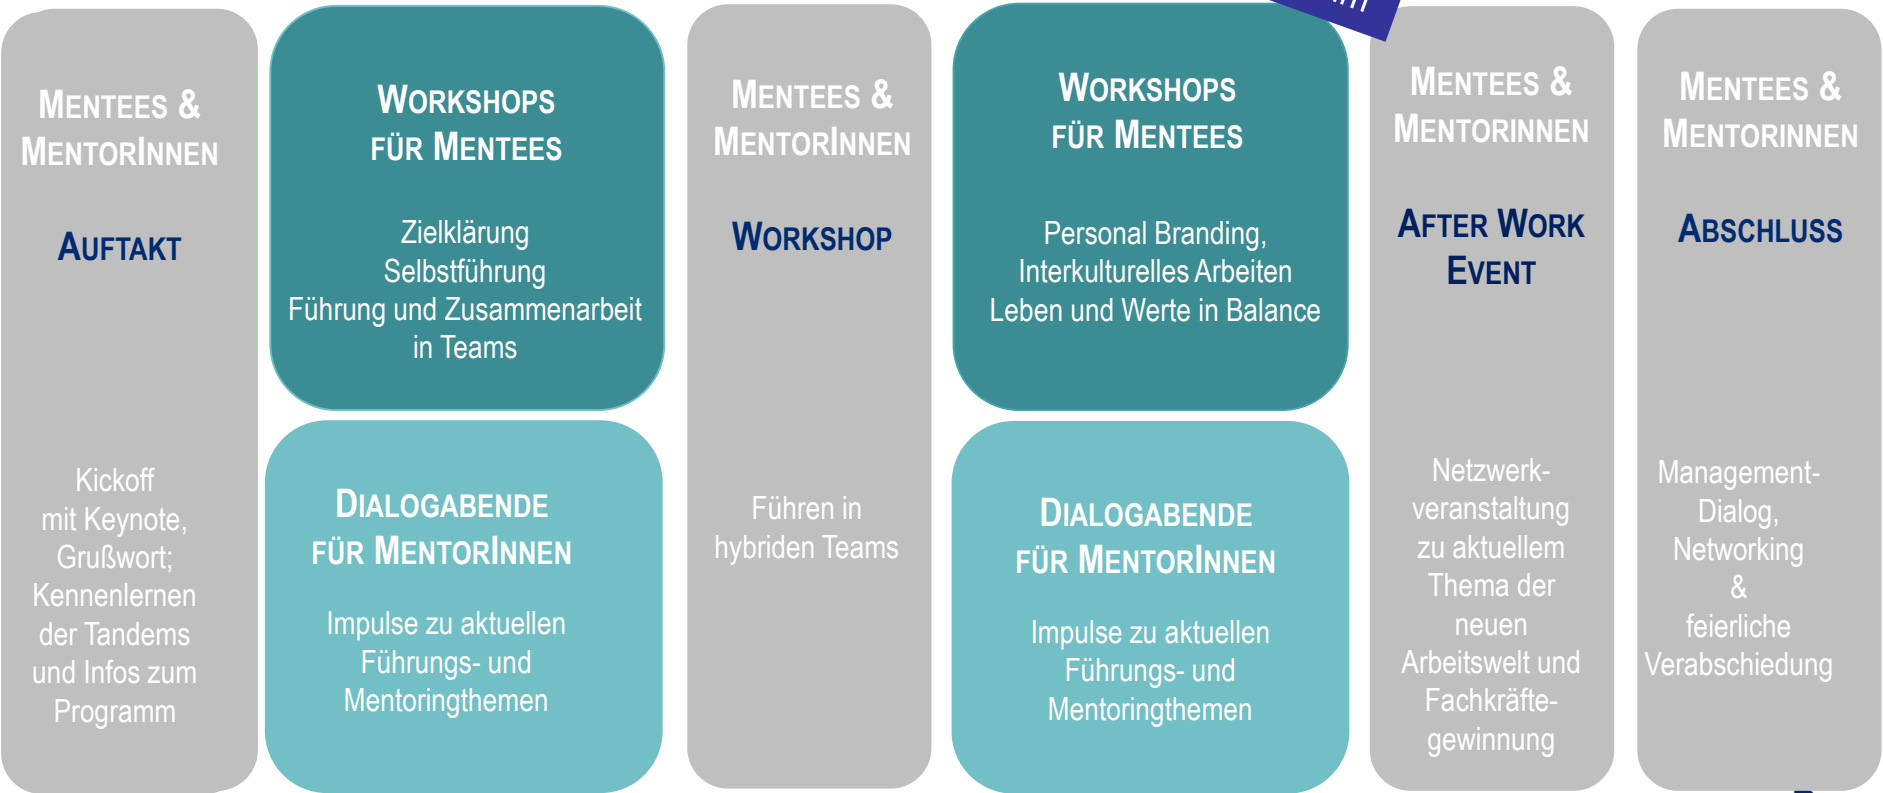 MENTEES &
MENTORINNEN
AUFTAKT
Kickoff
mit Keynote,
Grußwort;
Kennenlernen
der Tandems
und Infos zum
Programm
WORKSHOPS
FÜR MENTEES
Zielklärung
Selbstführung
Führung und Zusammenarbeit
in Teams
DIALOGABENDE
FÜR MENTORINNEN
Impulse zu aktuellen
Führungs- und
Mentoringthemen
MENTEES &
MENTORINNEN
WORKSHOP
Führen in
hybriden Teams
WORKSHOPS
FÜR MENTEES
Personal Branding,
Interkulturelles Arbeiten
Leben und Werte in Balance
DIALOGABENDE
FÜR MENTORINNEN
Impulse zu aktuellen
Führungs- und
Mentoringthemen
MENTEES &
MENTORINNEN
AFTER WORK
EVENT
Netzwerk-
veranstaltung
zu aktuellem
Thema der
neuen
Arbeitswelt und
Fachkräfte-
gewinnung
MENTEES &
MENTORINNEN
ABSCHLUSS
Management-
Dialog,
Networking
&
feierliche
Verabschiedung